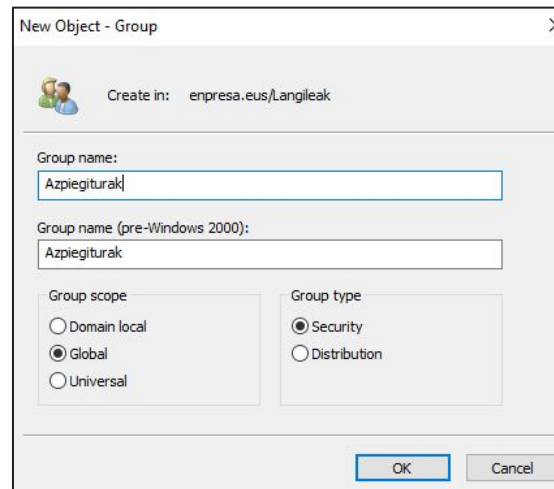 New Object - Group
Create in: enpresa.eus/Langileak
Group name:
Azpiegiturak
Group name (pre-Windows 2000):
Azpiegiturak
Group scope
Domain local
Global
Universal
Group type
Security
Distribution
OK Cancel